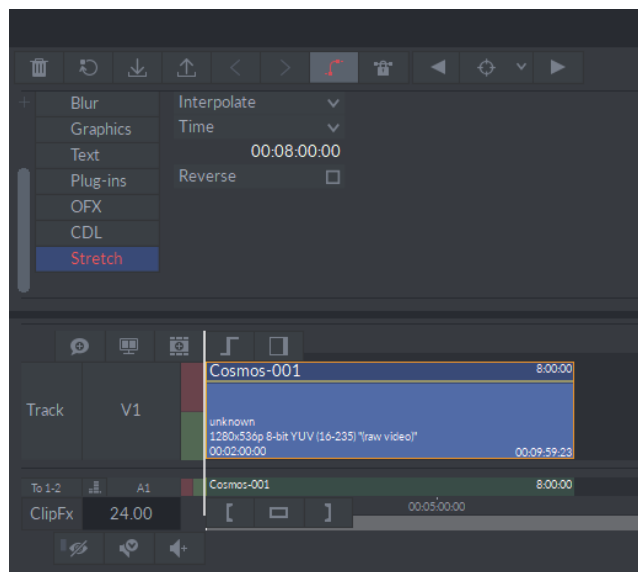 Blur
Interpolate
Graphics
Time
Text
00:08:00:00
Plug-ins
Reverse
OFX
CDL
Stretch
Cosmos-001 8:00:00
Track V1
unknown
1280x536p 8-bit YUV (16-235) "(raw video)"
00:02:00:00 00:09:59:23
To 1-2 A1 Cosmos-001 8:00:00
ClipFx 24.00 00:05:00:00